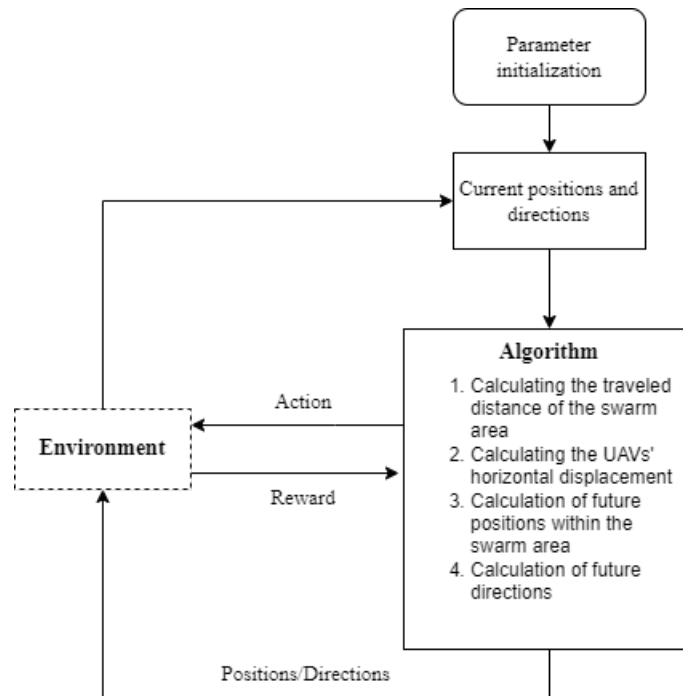 Parameter
initialization
Current positions and
directions
Algorithm
1. Calculating the traveled
distance of the swarm
area
2. Calculating the UAVs'
horizontal displacement
3. Calculation of future
positions within the
swarm area
4. Calculation of future
directions
Action
Environment
Reward
Positions/Directions